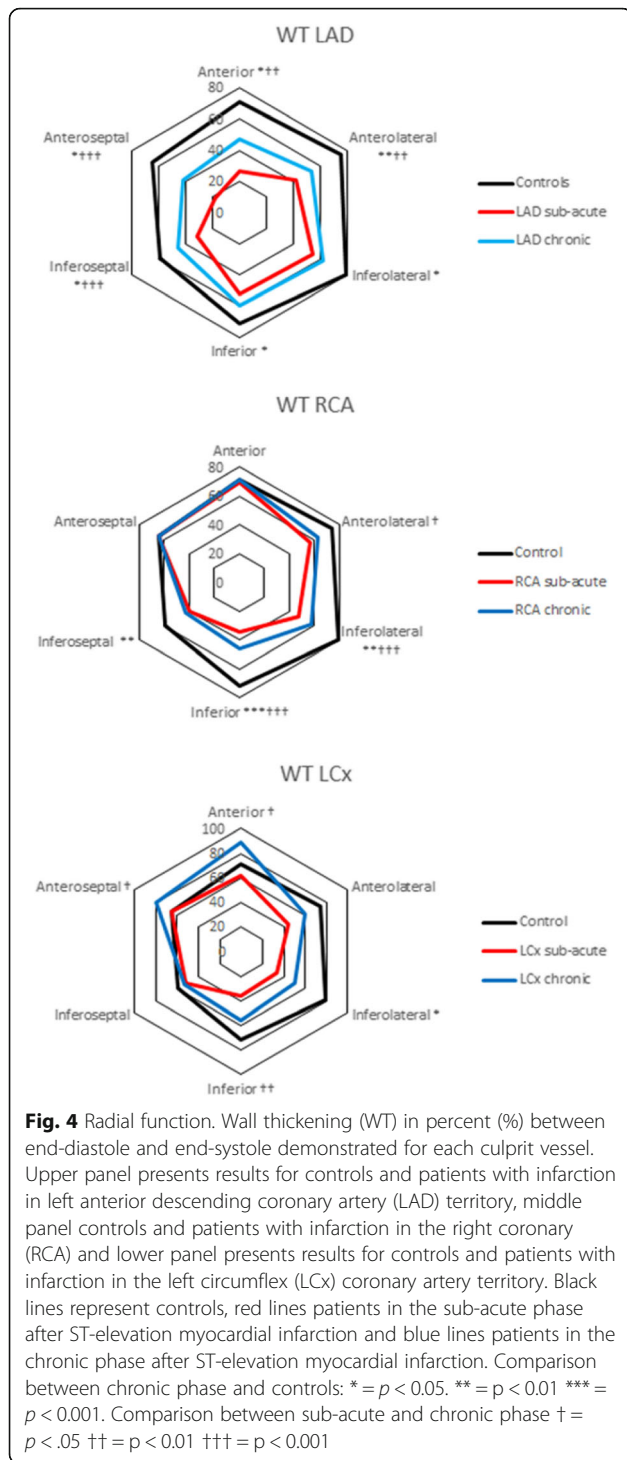 WT LAD
Anterior *††
80
Anteroseptal
*†††
Anterolateral
**††
60
40
20
0
Controls
LAD sub-acute
LAD chronic
Inferoseptal
*†††
Inferolateral *
Inferior *
WT RCA
Anterior
80
Anteroseptal
Anterolateral †
60
40
20
0
Control
RCA sub-acute
RCA chronic
Inferoseptal **
Inferolateral
**†††
Inferior ***†††
WT LCx
Anterior †
100
80
Anteroseptal †
Anterolateral
60
40
20
0
Control
LCx sub-acute
LCx chronic
Inferoseptal
Inferolateral *
Inferior ††
Fig. 4 Radial function. Wall thickening (WT) in percent (%) between
end-diastole and end-systole demonstrated for each culprit vessel.
Upper panel presents results for controls and patients with infarction
in left anterior descending coronary artery (LAD) territory, middle
panel controls and patients with infarction in the right coronary
(RCA) and lower panel presents results for controls and patients with
infarction in the left circumflex (LCx) coronary artery territory. Black
lines represent controls, red lines patients in the sub-acute phase
after ST-elevation myocardial infarction and blue lines patients in the
chronic phase after ST-elevation myocardial infarction. Comparison
between chronic phase and controls: * = p < 0.05. ** = p < 0.01 *** =
p < 0.001. Comparison between sub-acute and chronic phase † =
p < .05 †† = p < 0.01 ††† = p < 0.001